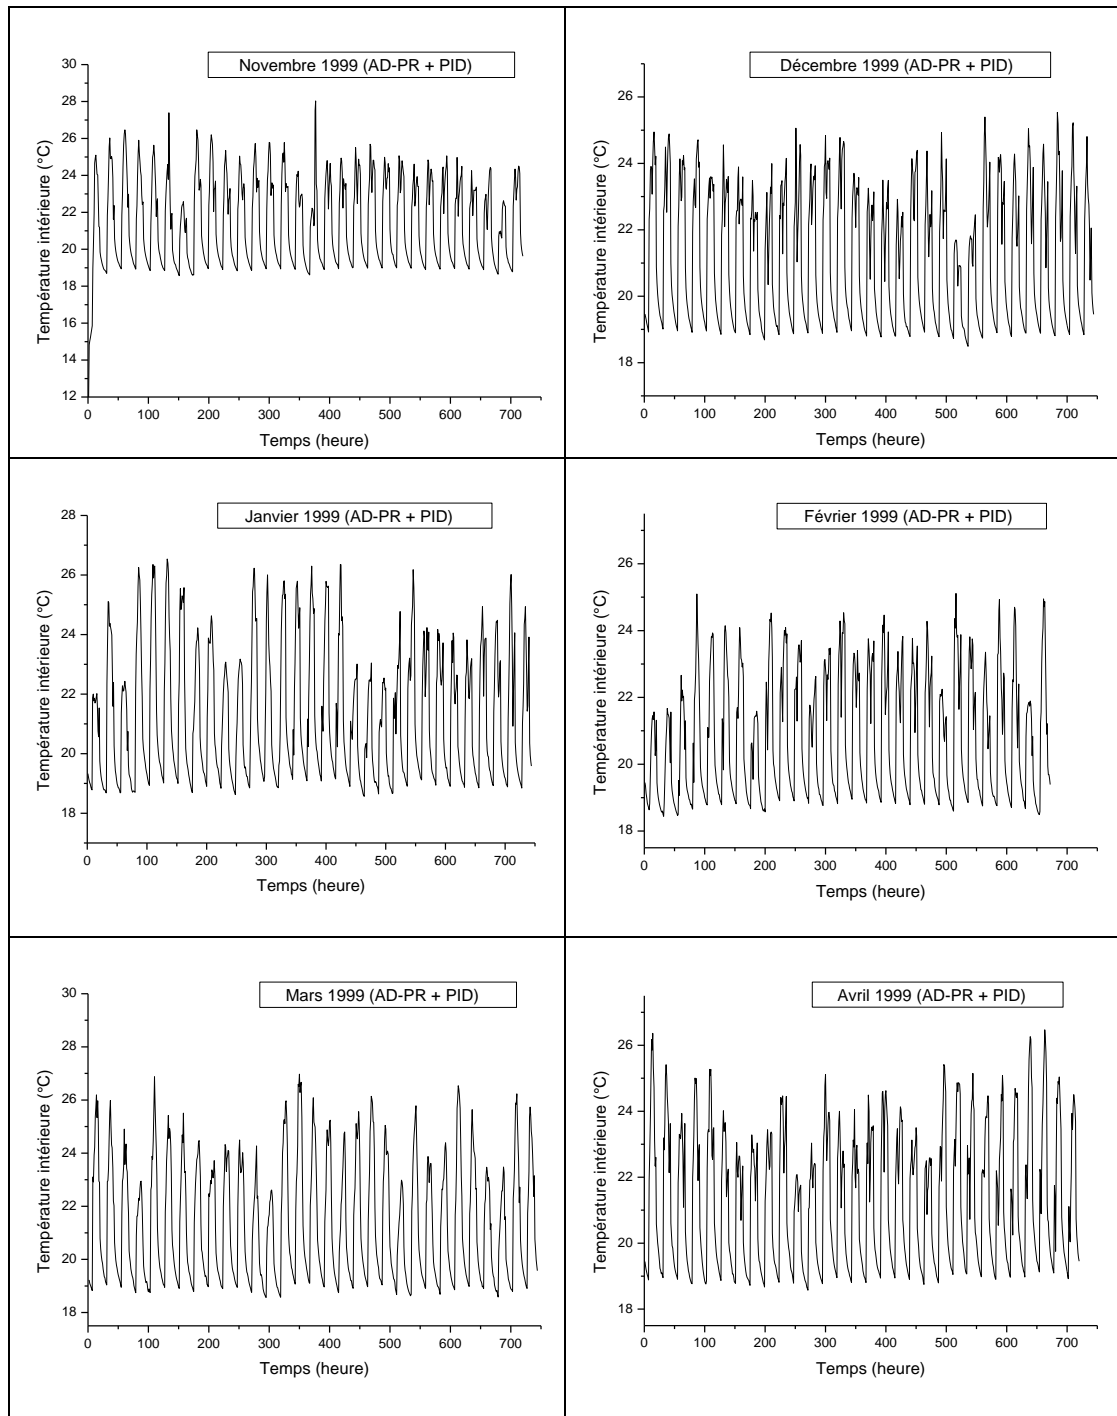 Novembre 1999 (AD-PR + PID)
Température intérieure (°C)
30
28
26
24
22
20
18
16
14
12
0 100 200 300 400 500 600 700
Temps (heure)
Décembre 1999 (AD-PR + PID)
Température intérieure (°C)
26
24
22
20
18
0 100 200 300 400 500 600 700
Temps (heure)
Janvier 1999 (AD-PR + PID)
Température intérieure (°C)
28
26
24
22
20
18
0 100 200 300 400 500 600 700
Temps (heure)
Février 1999 (AD-PR + PID)
Température intérieure (°C)
26
24
22
20
18
0 100 200 300 400 500 600 700
Temps (heure)
Mars 1999 (AD-PR + PID)
Température intérieure (°C)
30
28
26
24
22
20
18
0 100 200 300 400 500 600 700
Temps (heure)
Avril 1999 (AD-PR + PID)
Température intérieure (°C)
26
24
22
20
18
0 100 200 300 400 500 600 700
Temps (heure)